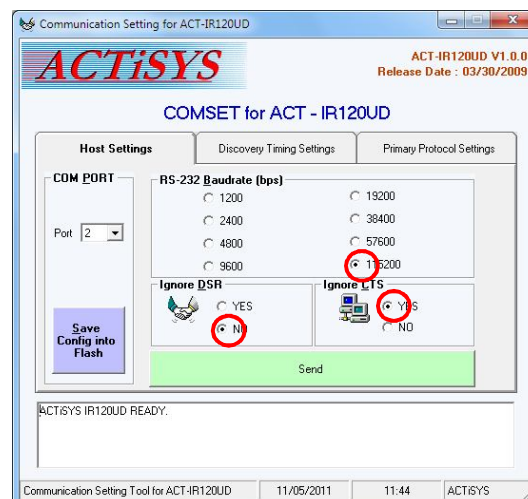 Communication Setting for ACT-IR120UD
ACTiSYS
ACT-IR120UD V1.0.0
Release Date : 03/30/2009
COMSET for ACT - IR120UD
Host Settings
Discovery Timing Settings
Primary Protocol Settings
COM PORT
Port 2
Save
Config into
Flash
RS-232 Baudrate (bps)
1200
2400
4800
9600
19200
38400
57600
115200
Ignore DSR
YES
NO
Ignore CTS
YES
NO
Send
ACTiSYS IR120UD READY.
Communication Setting Tool for ACT-IR120UD
11/05/2011
11:44
ACTiSYS